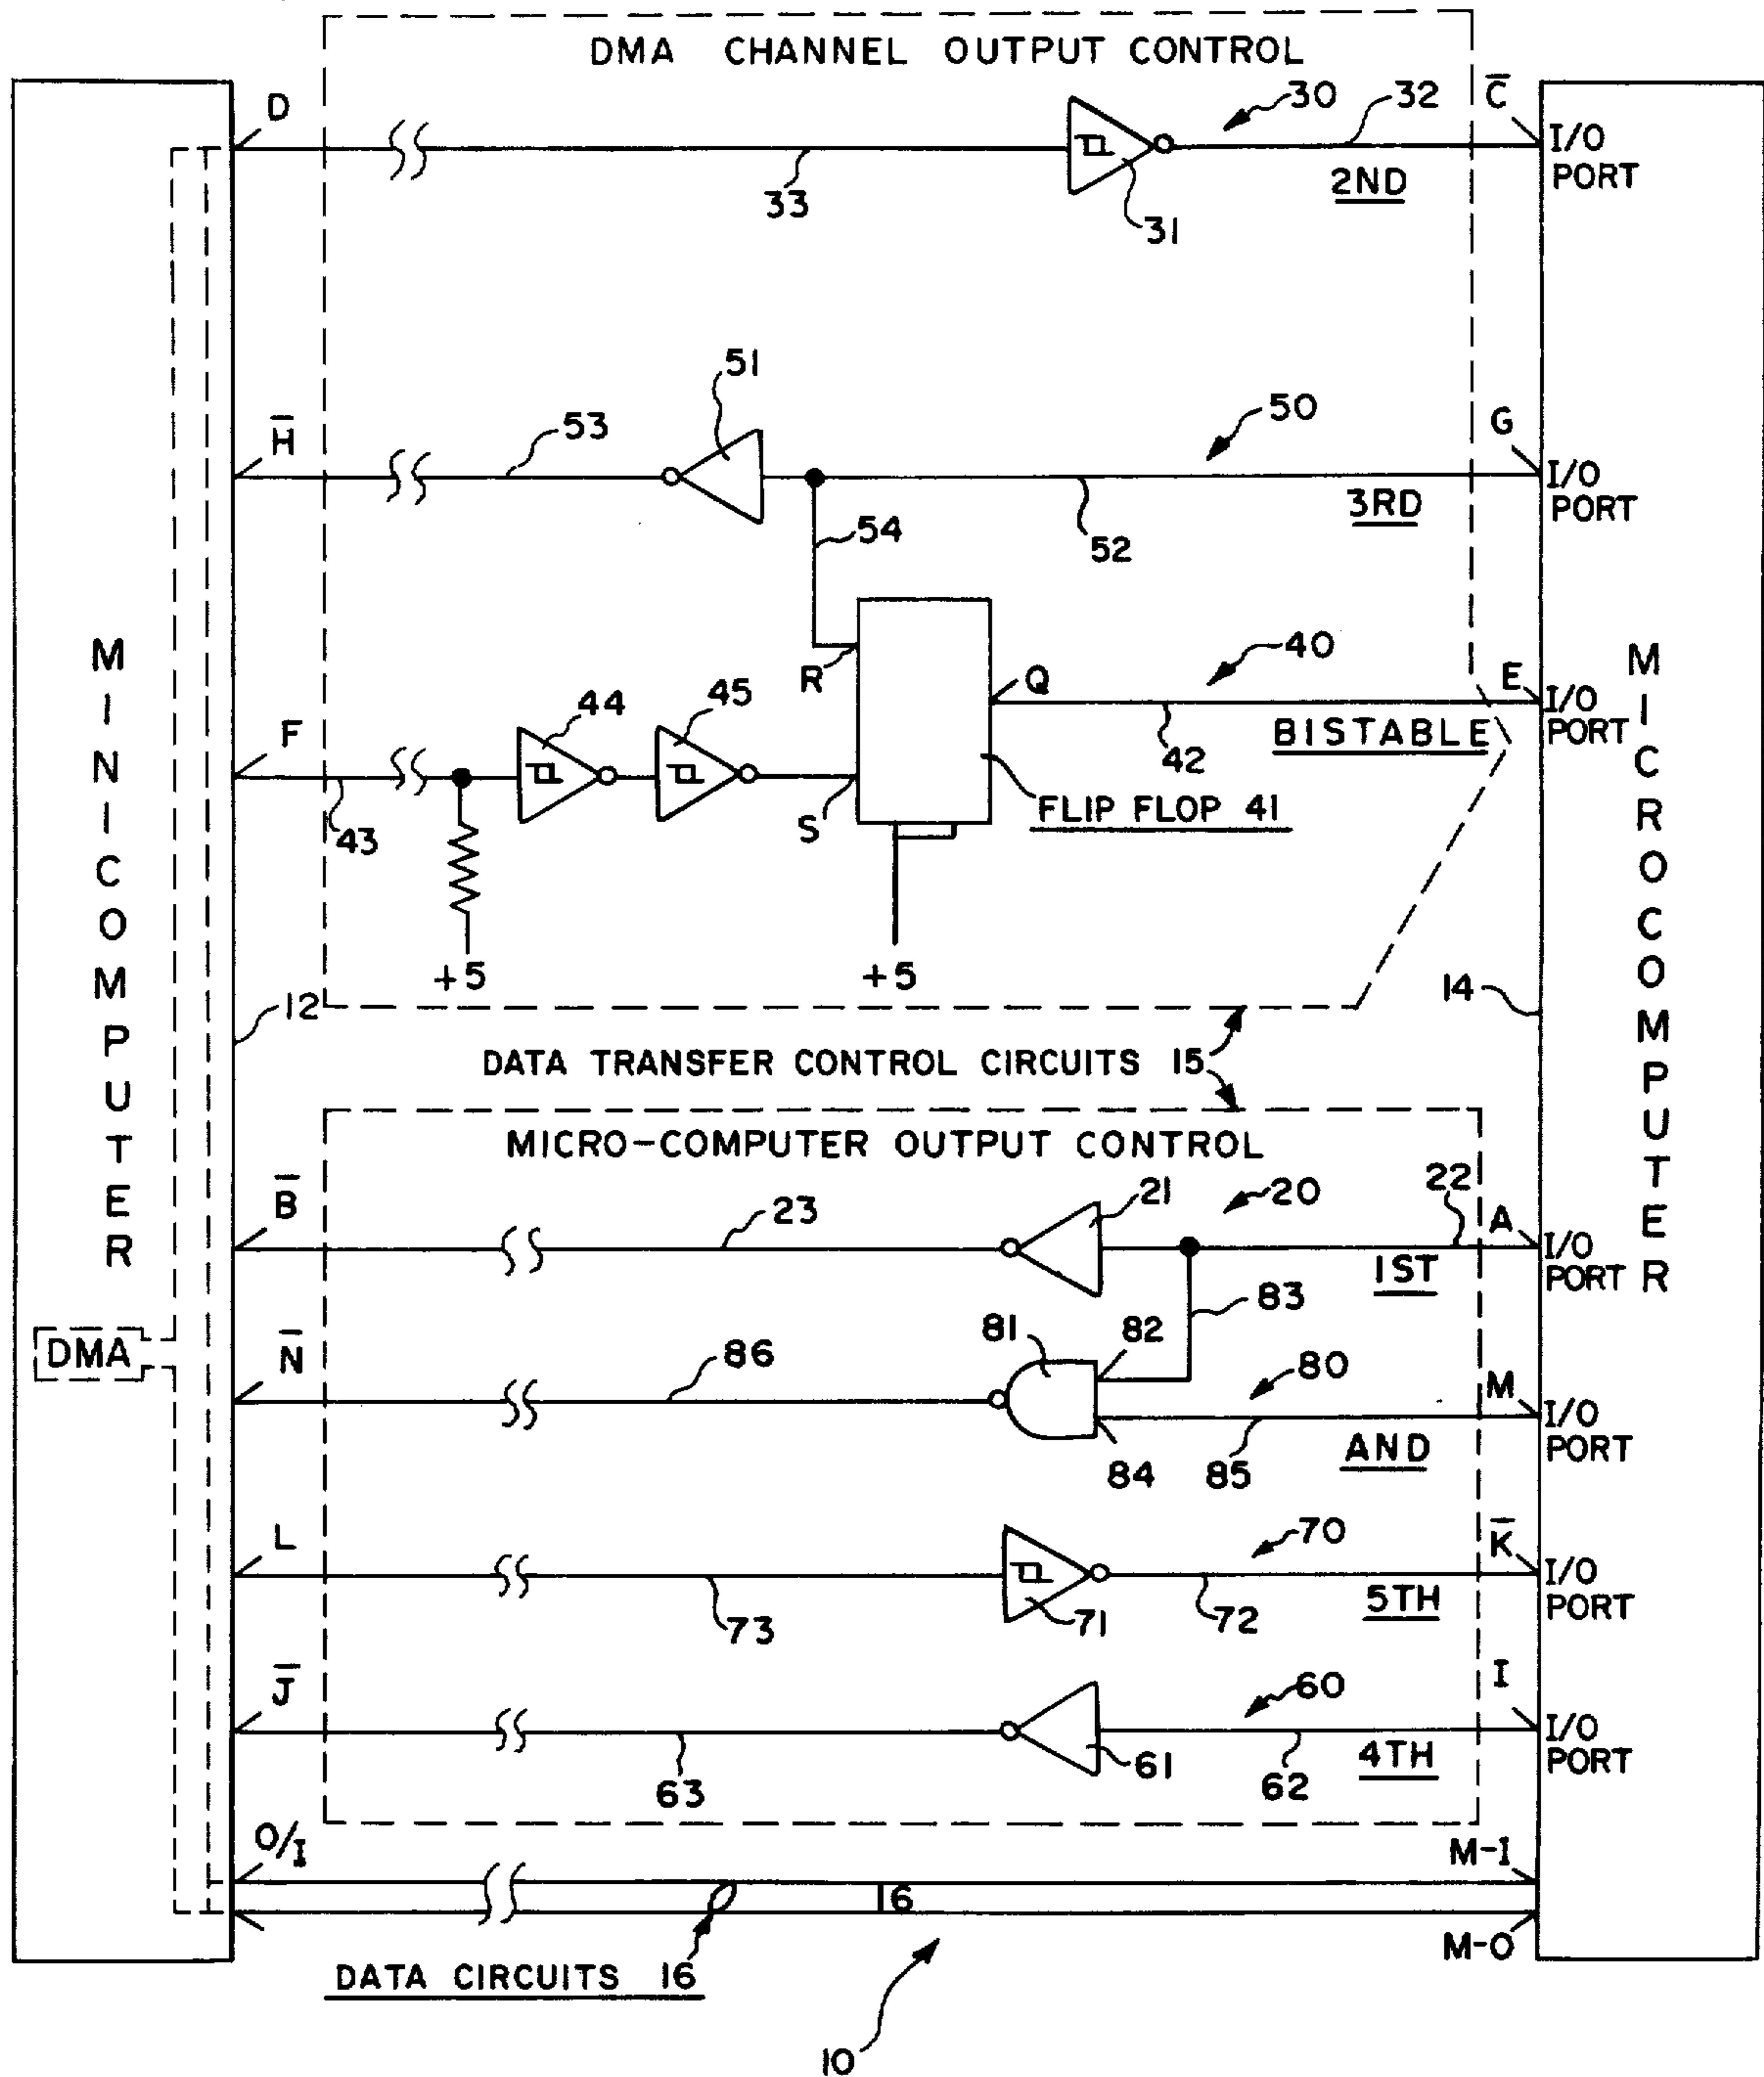 DMA CHANNEL OUTPUT CONTROL
D
30
32
C̅
I/O
PORT
33
31
2ND
51
H̅
53
50
G
I/O
PORT
3RD
54
52
R
40
Q
E
I/O
PORT
F
44
45
42
BISTABLE
43
S
FLIP FLOP 41
+5
+5
MINICOMPUTER
MICROCOMPUTER
12
14
DATA TRANSFER CONTROL CIRCUITS 15
MICRO-COMPUTER OUTPUT CONTROL
B̅
23
21
20
22
A
I/O
PORT
1ST
83
DMA
N̅
86
81
82
80
M
I/O
PORT
84
85
AND
L
70
K̅
I/O
PORT
73
71
72
5TH
J̅
60
I
I/O
PORT
63
61
62
4TH
O/I
M-I
16
M-O
DATA CIRCUITS 16
10